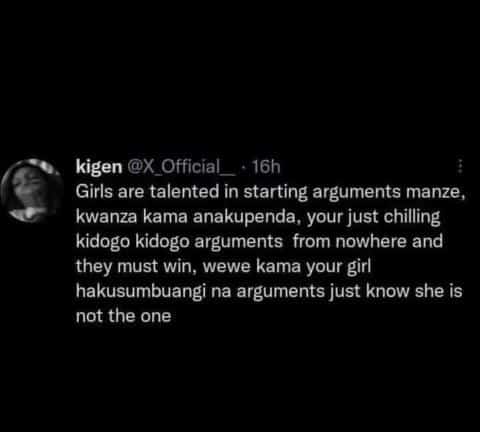 kigen @X_Official__ · 16h
Girls are talented in starting arguments manze,
kwanza kama anakupenda, your just chilling
kidogo kidogo arguments from nowhere and
they must win, wewe kama your girl
hakusumbuangi na arguments just know she is
not the one